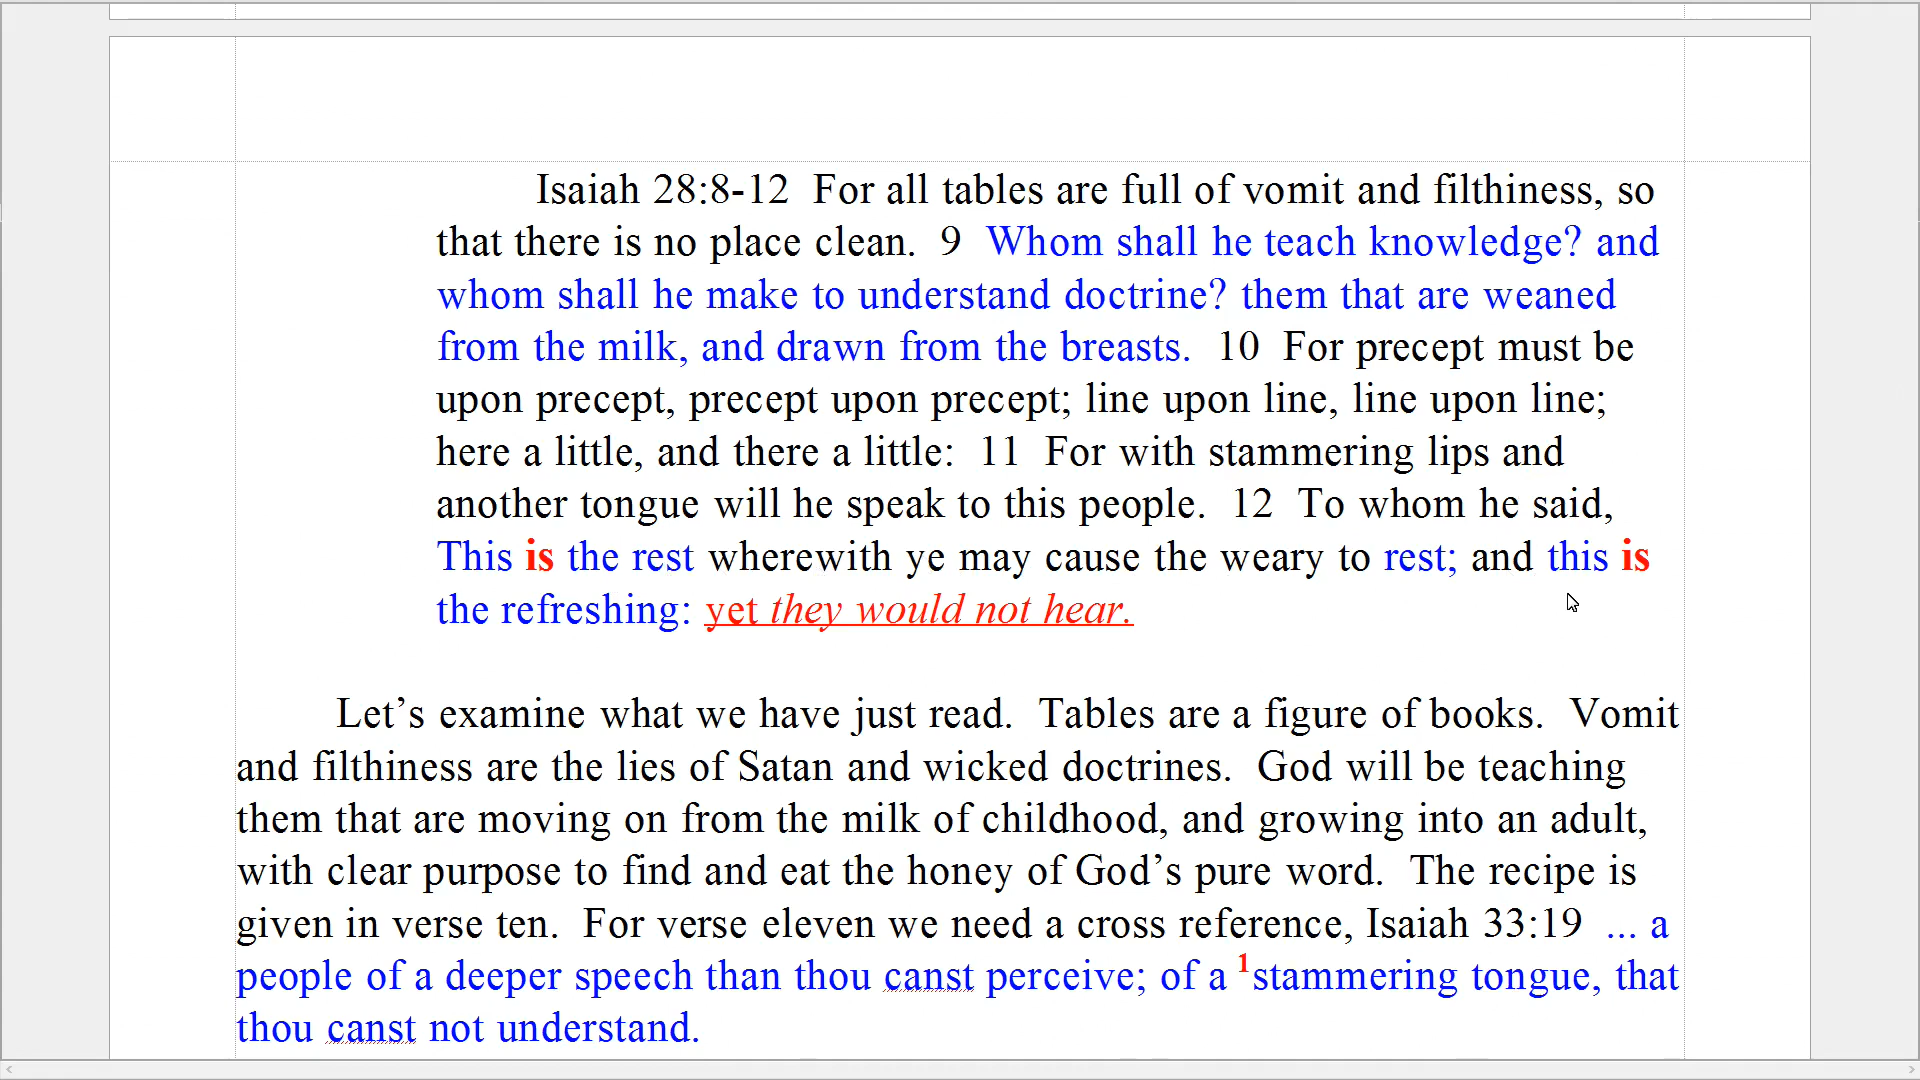 Isaiah 28:8-12  For all tables are full of vomit and filthiness, so
that there is no place clean.  9  Whom shall he teach knowledge? and
whom shall he make to understand doctrine? them that are weaned
from the milk, and drawn from the breasts.  10  For precept must be
upon precept, precept upon precept; line upon line, line upon line;
here a little, and there a little:  11  For with stammering lips and
another tongue will he speak to this people.  12  To whom he said,
This is the rest wherewith ye may cause the weary to rest; and this is
the refreshing: yet they would not hear.
Let’s examine what we have just read.  Tables are a figure of books.  Vomit
and filthiness are the lies of Satan and wicked doctrines.  God will be teaching
them that are moving on from the milk of childhood, and growing into an adult,
with clear purpose to find and eat the honey of God’s pure word.  The recipe is
given in verse ten.  For verse eleven we need a cross reference, Isaiah 33:19  ... a
people of a deeper speech than thou canst perceive; of a 1stammering tongue, that
thou canst not understand.